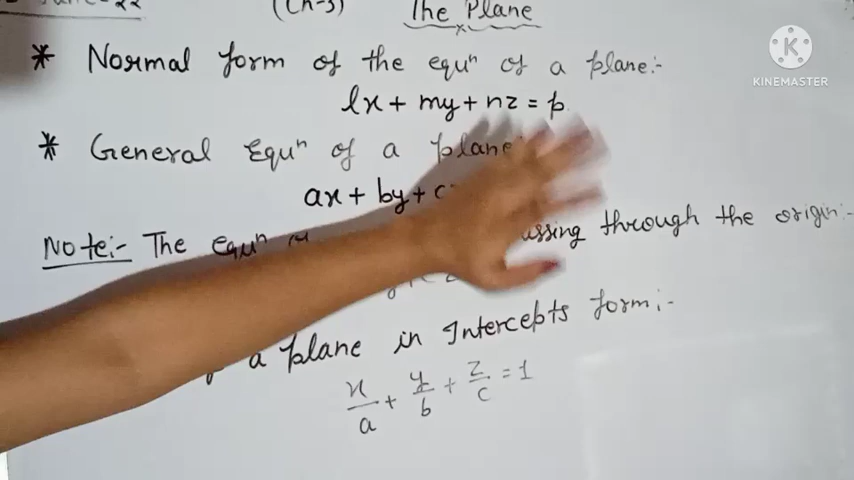 (Ch-3) The Plane
* Normal form of the equⁿ of a plane:-
lx + my + nz = p
* General Equⁿ of a plane
ax + by + c
Note:- The equⁿ passing through the origin:-
a plane in Intercepts form:-
x/a + y/b + z/c = 1
KINEMASTER